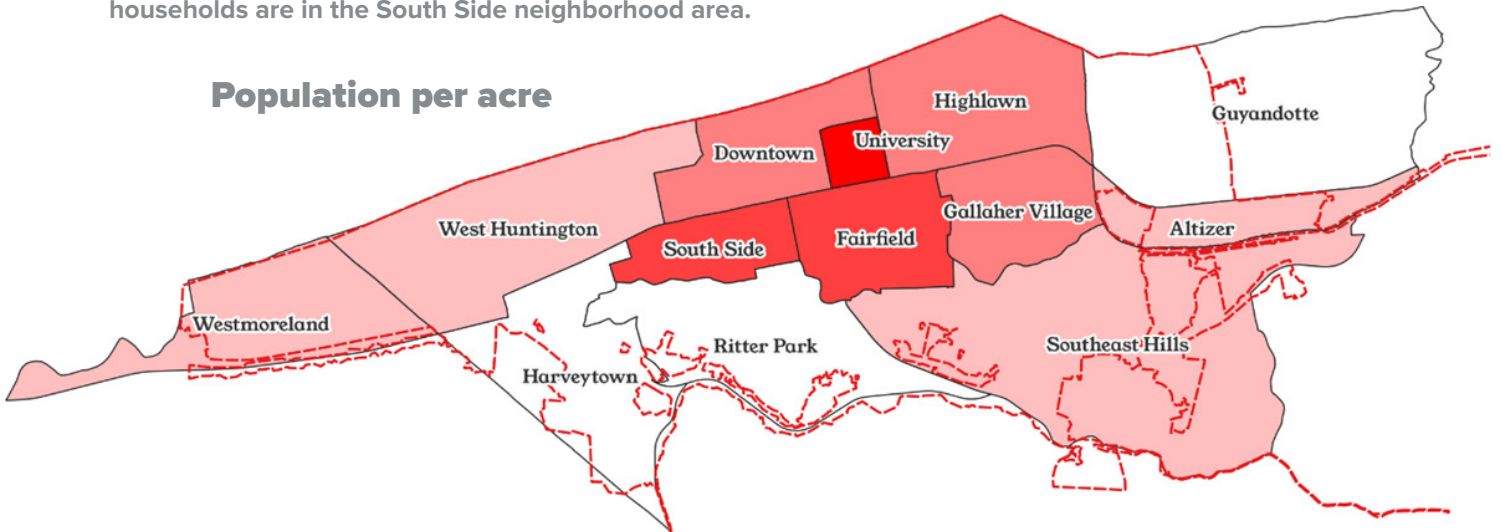 households are in the South Side neighborhood area.
Population per acre
Highlawn
Guyandotte
University
Downtown
Gallaher Village
West Huntington
Altizer
Fairfield
South Side
Westmoreland
Ritter Park
Southeast Hills
Harveytown